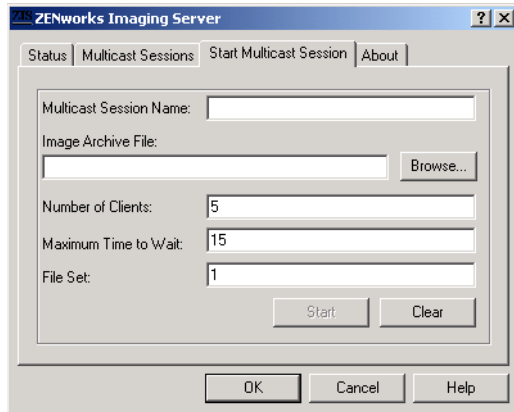 ZENworks Imaging Server
Status Multicast Sessions Start Multicast Session About
Multicast Session Name:
Image Archive File:
Browse...
Number of Clients: 5
Maximum Time to Wait: 15
File Set: 1
Start Clear
OK Cancel Help